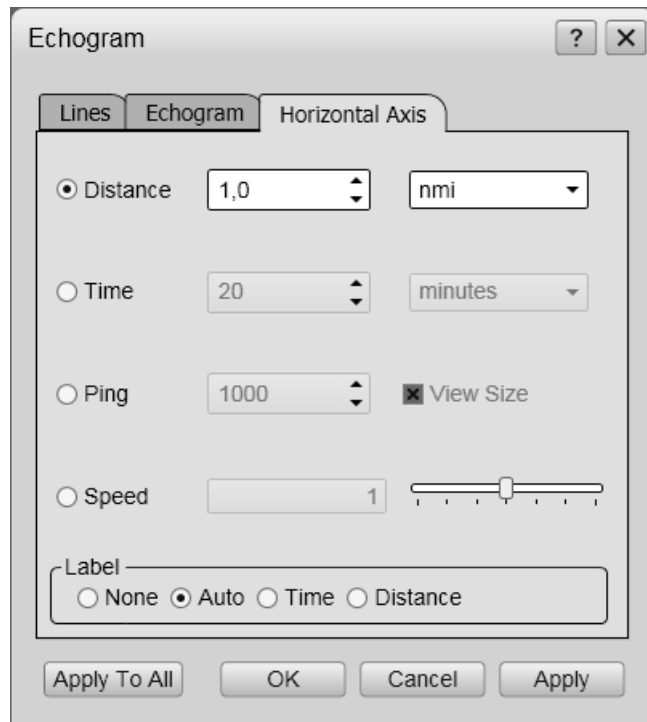 Echogram ?
Lines Echogram Horizontal Axis
Distance 1,0 nmi
Time 20 minutes
Ping 1000 View Size
Speed 1
Label
None Auto Time Distance
Apply To All OK Cancel Apply